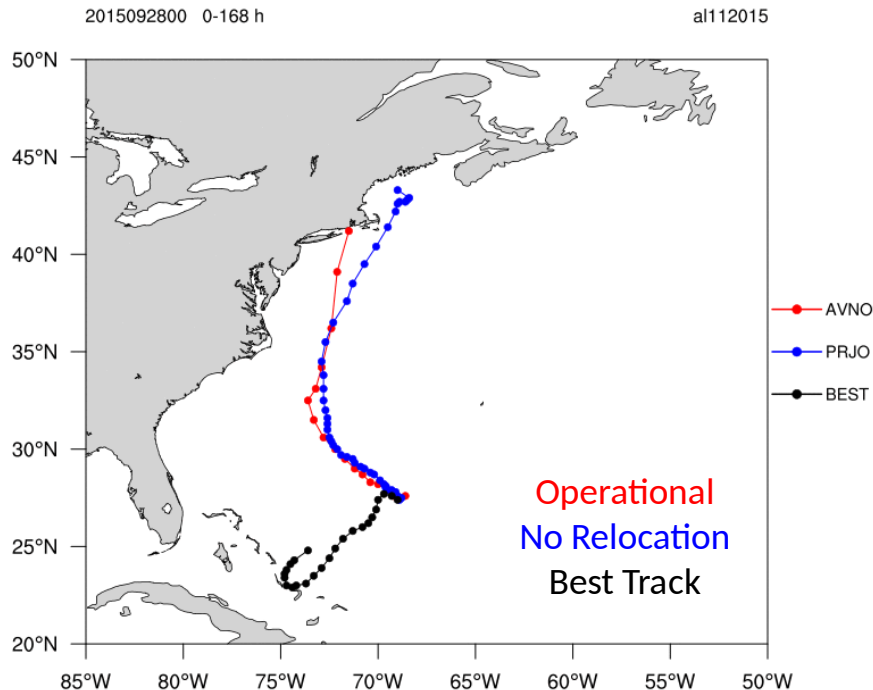 2015092800 0-168 h
al112015
50°N
45°N
40°N
35°N
30°N
25°N
20°N
85°W
80°W
75°W
70°W
65°W
60°W
55°W
50°W
AVNO
PRJO
BEST
Operational
No Relocation
Best Track